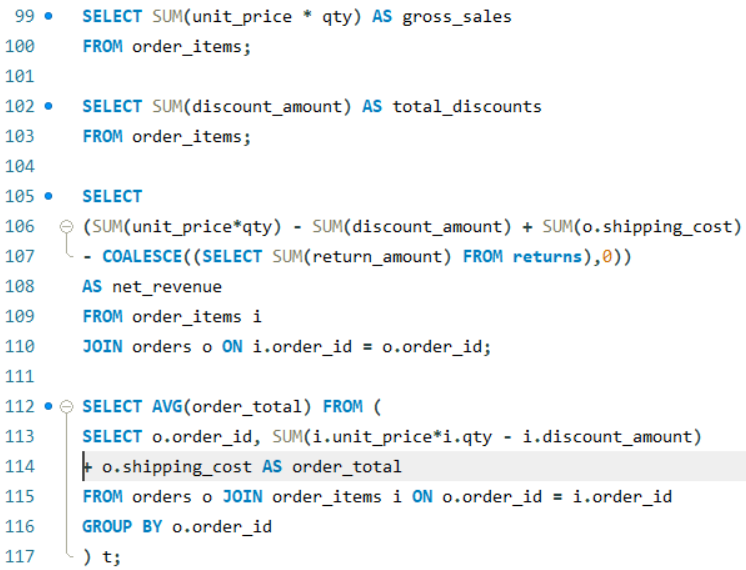 99 SELECT SUM(unit_price * qty) AS gross_sales
100 FROM order_items;
101
102 SELECT SUM(discount_amount) AS total_discounts
103 FROM order_items;
104
105 SELECT
106 (SUM(unit_price*qty) - SUM(discount_amount) + SUM(o.shipping_cost)
107 - COALESCE((SELECT SUM(return_amount) FROM returns),0))
108 AS net_revenue
109 FROM order_items i
110 JOIN orders o ON i.order_id = o.order_id;
111
112 SELECT AVG(order_total) FROM (
113 SELECT o.order_id, SUM(i.unit_price*i.qty - i.discount_amount)
114 + o.shipping_cost AS order_total
115 FROM orders o JOIN order_items i ON o.order_id = i.order_id
116 GROUP BY o.order_id
117 ) t;